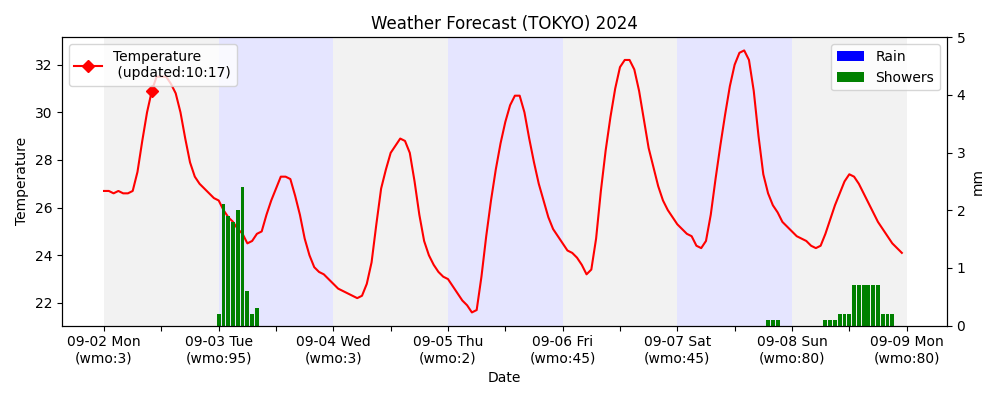 Weather Forecast (TOKYO) 2024
Temperature
(updated:10:17)
Rain
Showers
32
30
28
26
24
22
Temperature
5
4
3
2
1
0
mm
09-02 Mon 09-03 Tue 09-04 Wed 09-05 Thu 09-06 Fri 09-07 Sat 09-08 Sun 09-09 Mon
(wmo:3) (wmo:95) (wmo:3) (wmo:2) (wmo:45) (wmo:45) (wmo:80) (wmo:80)
Date